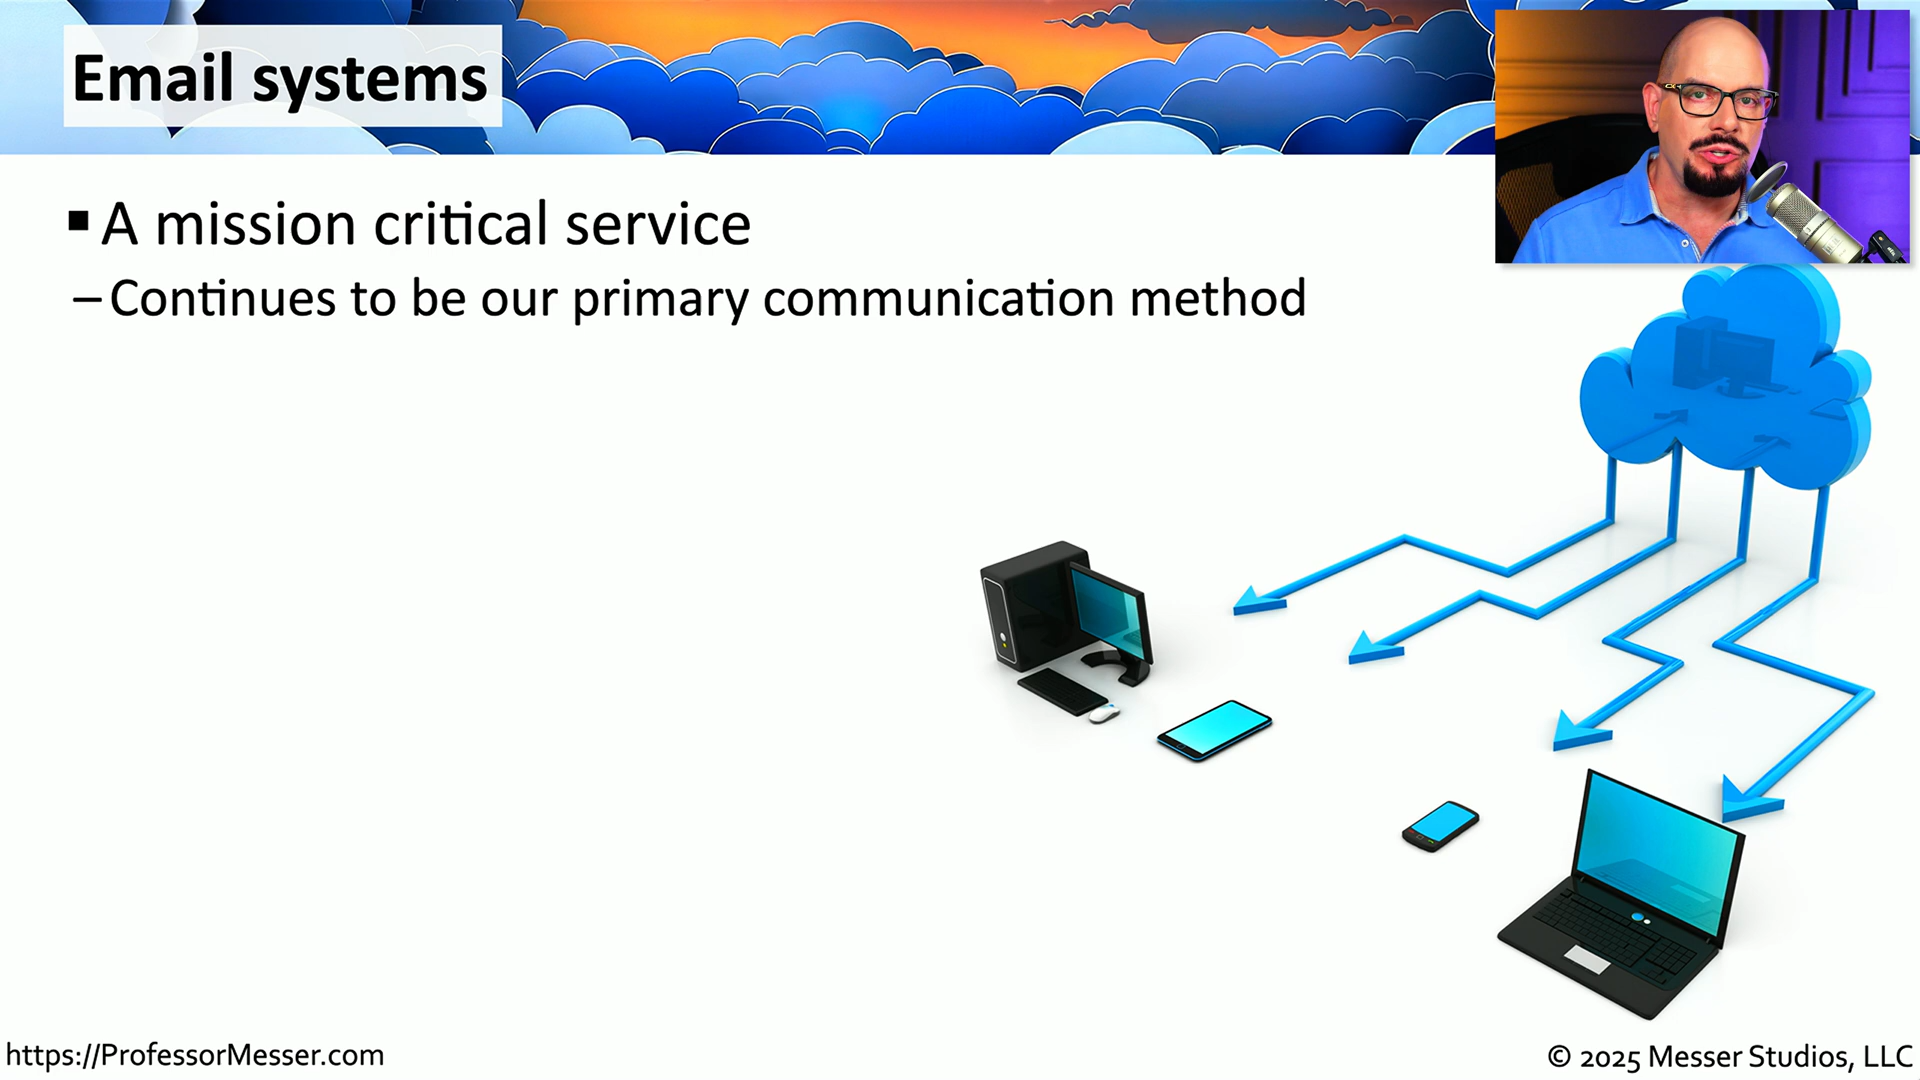 Email systems
▪ A mission critical service
– Continues to be our primary communication method
https://ProfessorMesser.com
© 2025 Messer Studios, LLC